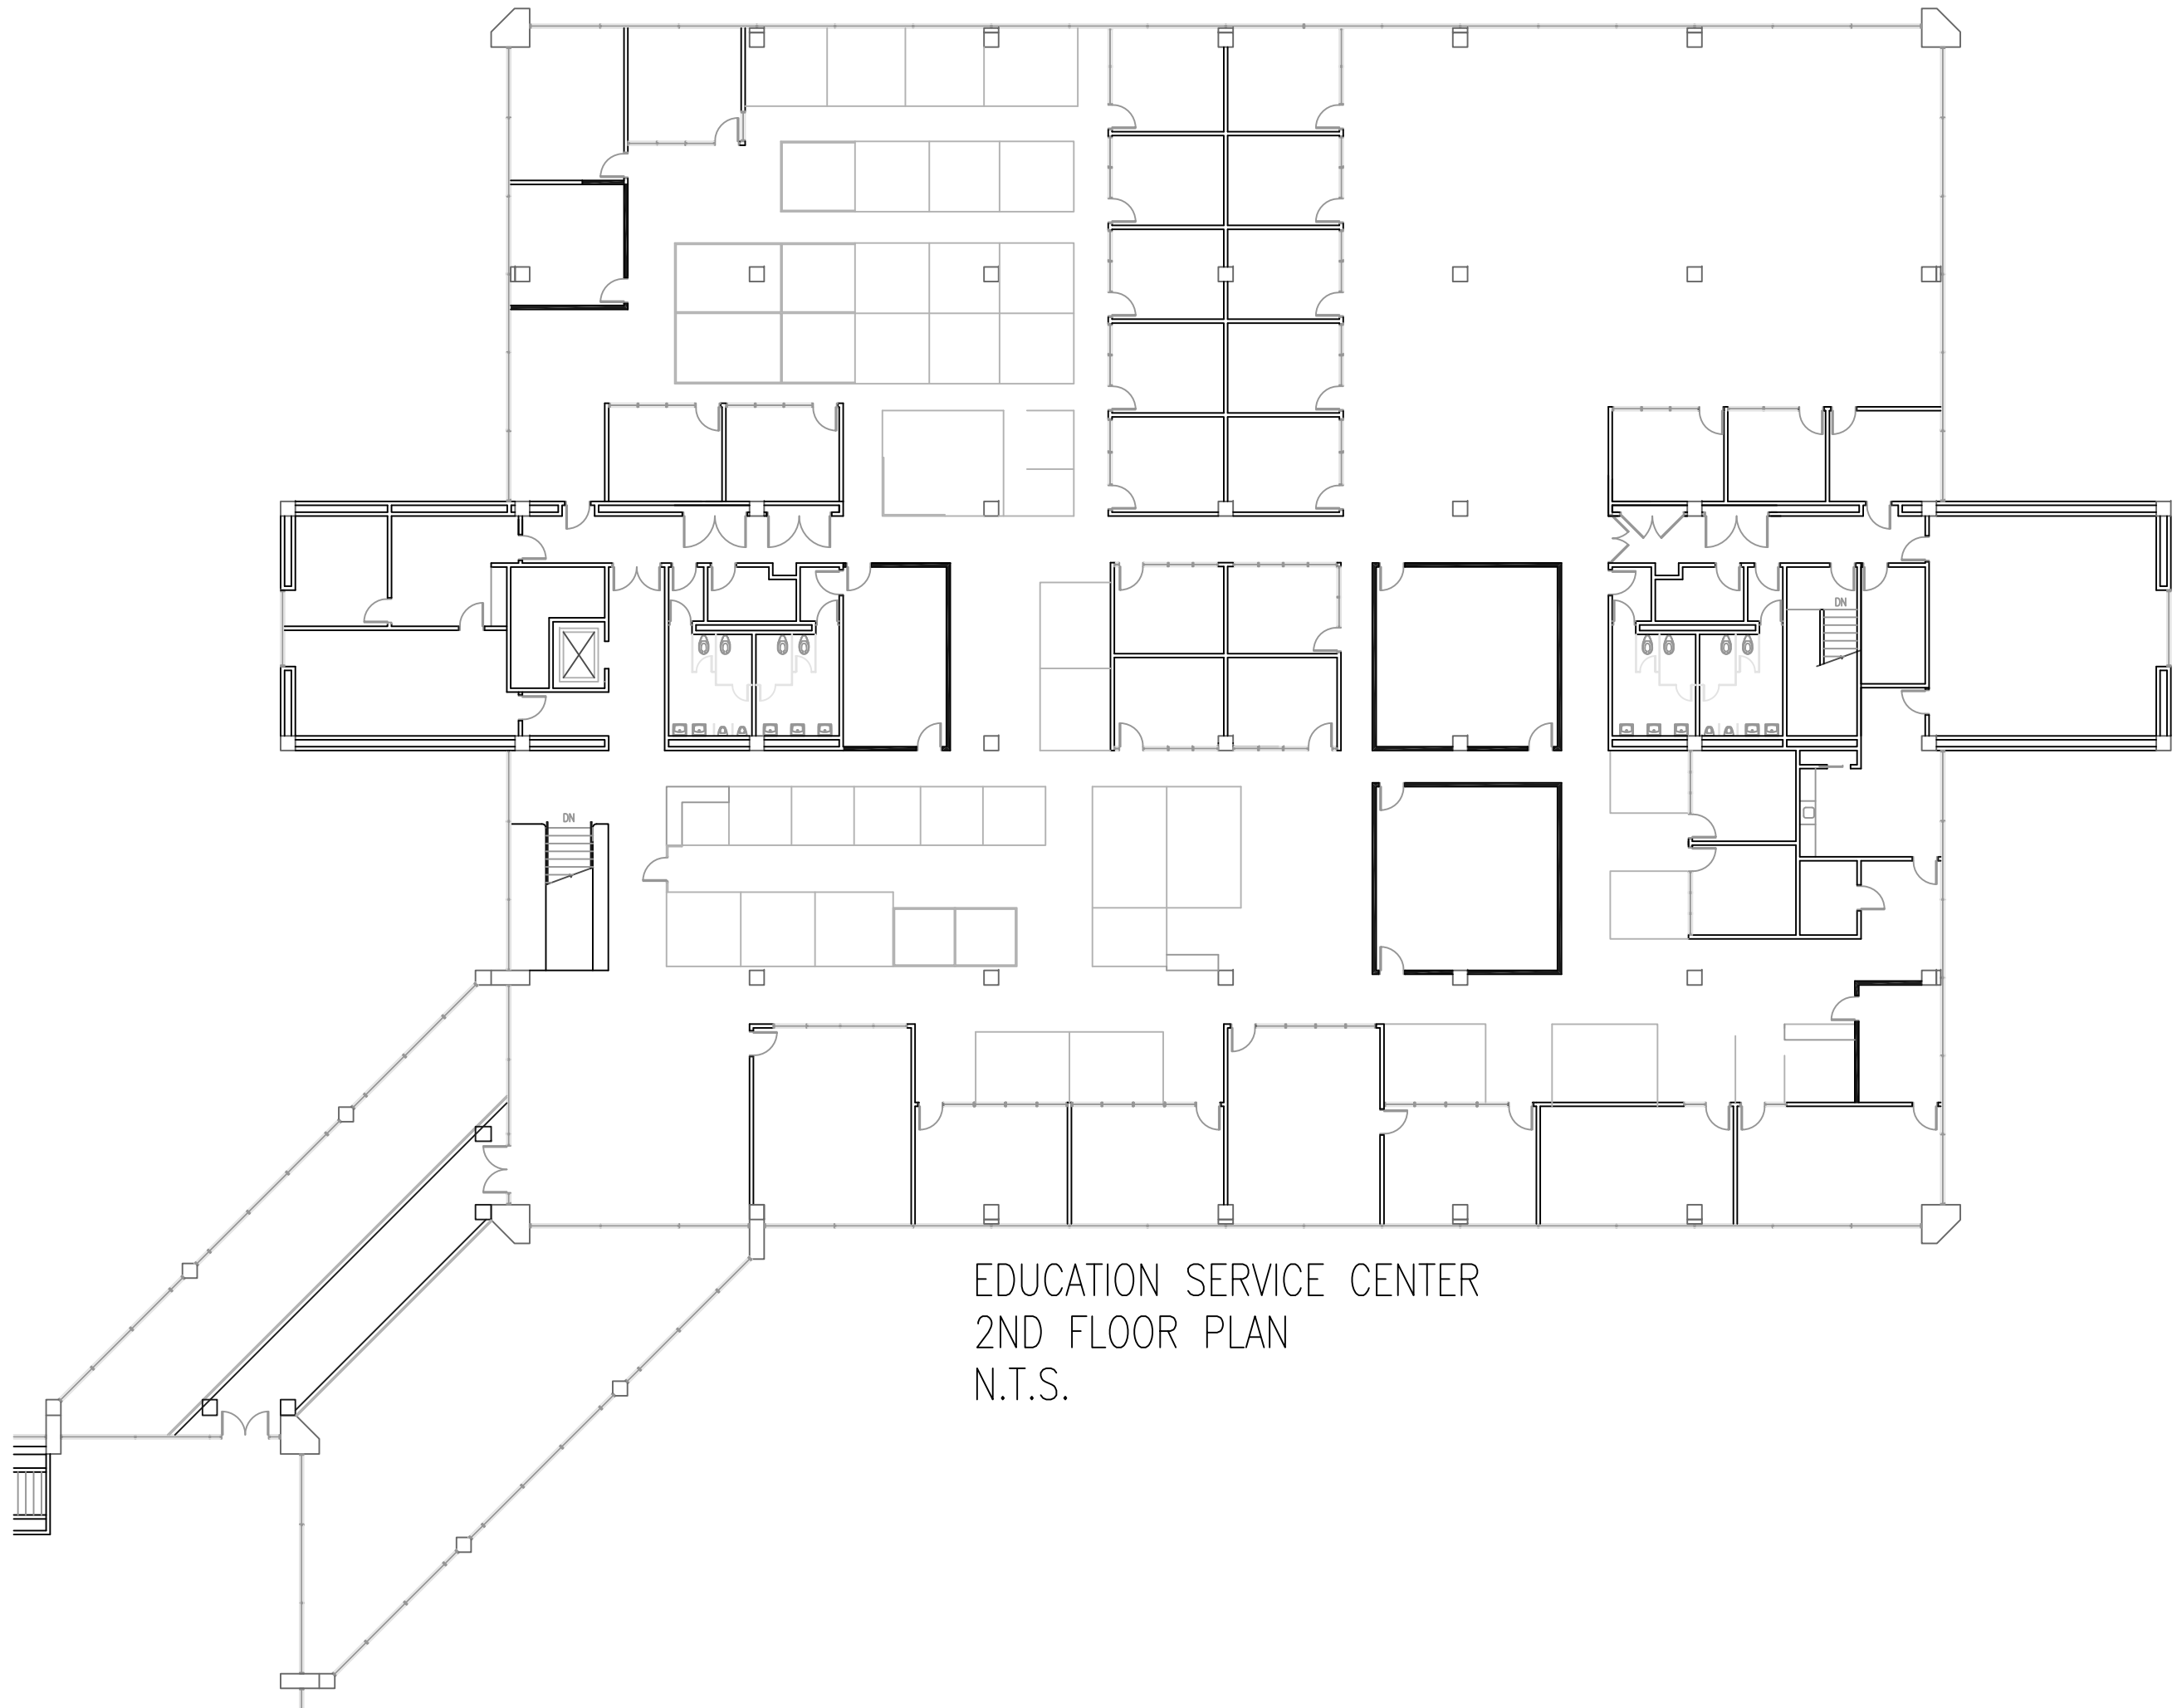 DN
DN
EDUCATION SERVICE CENTER
2ND FLOOR PLAN
N.T.S.